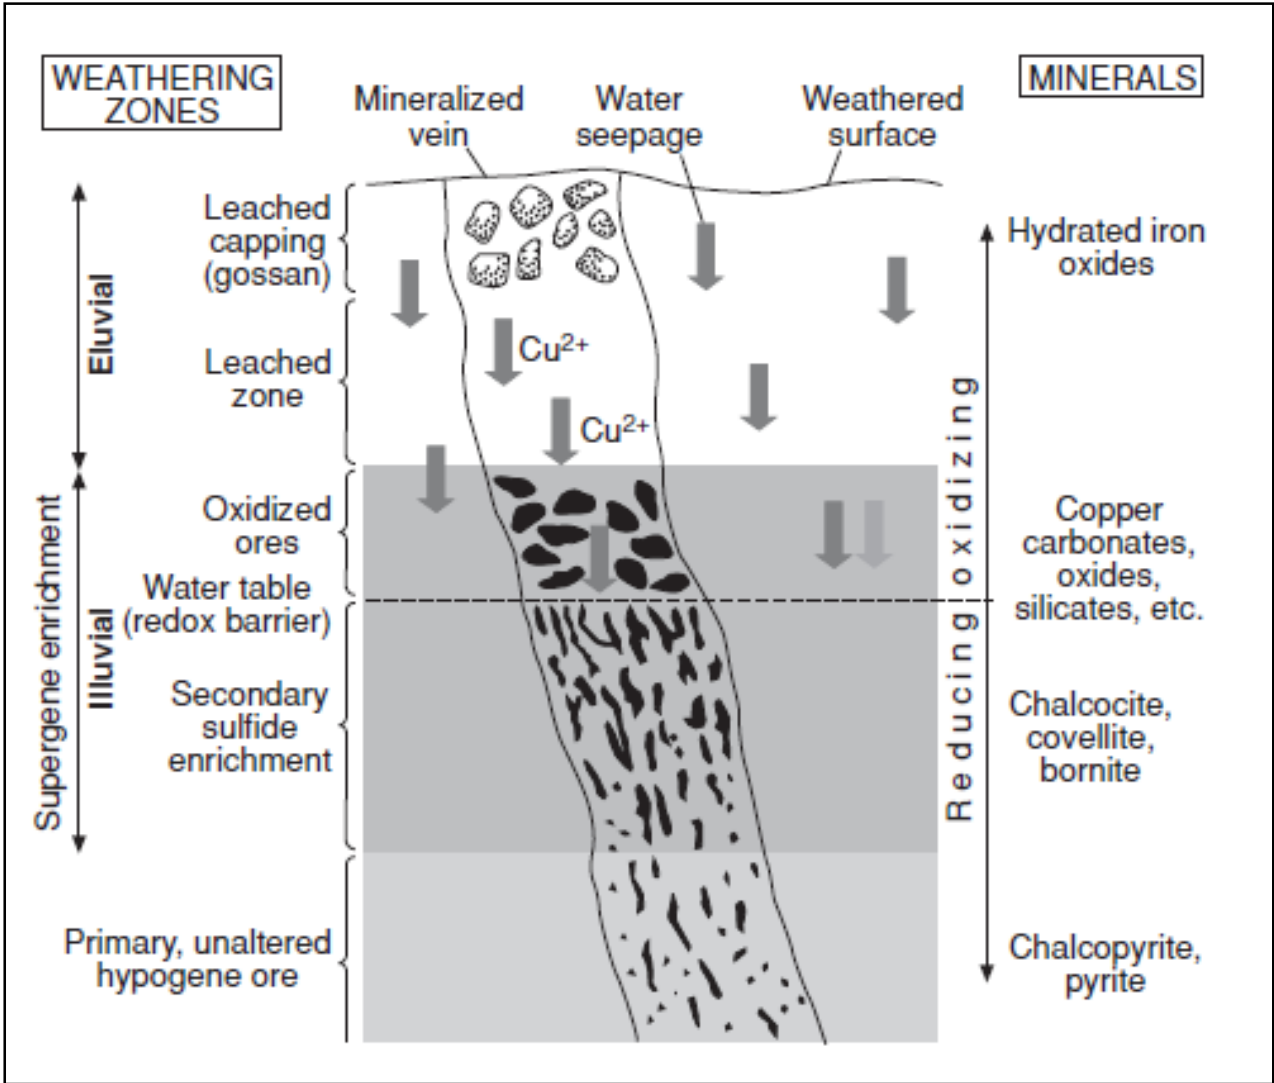 WEATHERING
ZONES
Mineralized
vein
Water
seepage
Weathered
surface
MINERALS
Leached
capping
(gossan)
Hydrated iron
oxides
Eluvial
Cu2+
Leached
zone
Cu2+
Oxidized
ores
Copper
carbonates,
oxides,
silicates, etc.
Water table
(redox barrier)
Supergene enrichment
Illuvial
Reducing oxidizing
Secondary
sulfide
enrichment
Chalcocite,
covellite,
bornite
Primary, unaltered
hypogene ore
Chalcopyrite,
pyrite